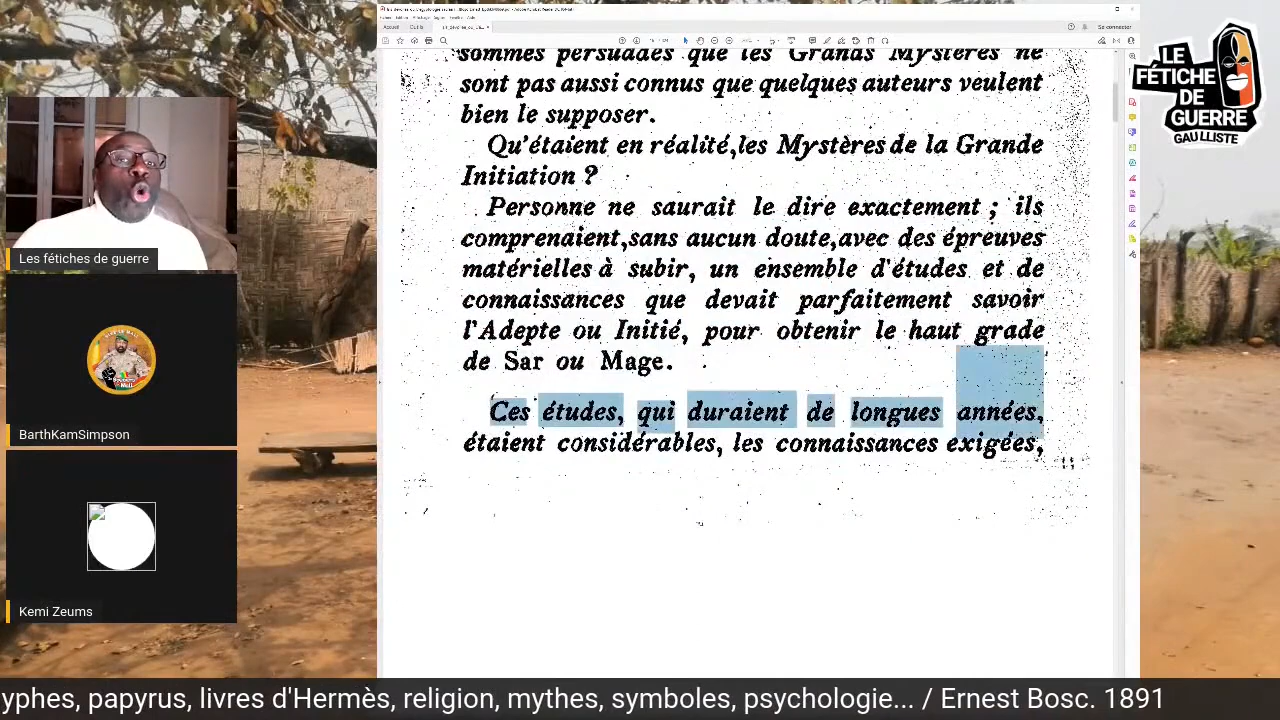 Accueil
Outils
Se connecter
sommes persuadés que les Grands Mystères ne
sont pas aussi connus que quelques auteurs veulent
bien le supposer.
Qu'étaient en réalité,les Mystères de la Grande
Initiation ?
Personne ne saurait le dire exactement ; ils
comprenaient,sans aucun doute,avec des épreuves
matérielles à subir, un ensemble d'études et de
connaissances que devait parfaitement savoir
l'Adepte ou Initié, pour obtenir le haut grade
de Sar ou Mage.
Ces études, qui duraient de longues années,
étaient considérables, les connaissances exigées,
LE
FÉTICHE
DE
GUERRE
GAULLISTE
Les fétiches de guerre
BarthKamSimpson
Kemi Zeums
yphes, papyrus, livres d'Hermès, religion, mythes, symboles, psychologie... / Ernest Bosc. 1891